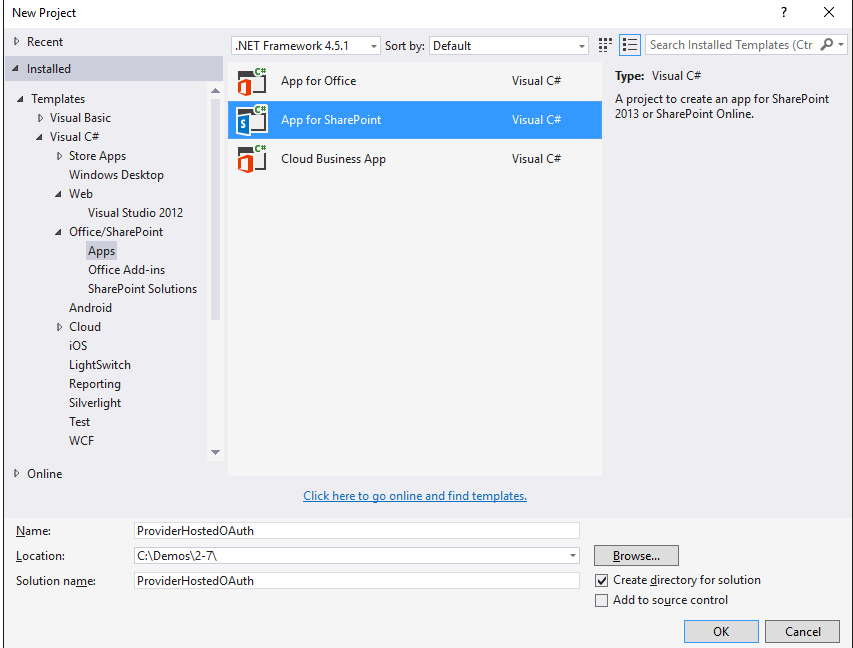 New Project
?
Recent
.NET Framework 4.5.1
Sort by:
Default
Search Installed Templates (Ctr
Installed
Templates
Visual Basic
Visual C#
Store Apps
Windows Desktop
Web
Visual Studio 2012
Office/SharePoint
Apps
Office Add-ins
SharePoint Solutions
Android
Cloud
iOS
LightSwitch
Reporting
Silverlight
Test
WCF
Online
C#
App for Office
Visual C#
C#
App for SharePoint
Visual C#
C#
Cloud Business App
Visual C#
Type: Visual C#
A project to create an app for SharePoint
2013 or SharePoint Online.
Click here to go online and find templates.
Name:
ProviderHostedOAuth
Location:
C:\Demos\2-7\
Browse...
Solution name:
ProviderHostedOAuth
Create directory for solution
Add to source control
OK
Cancel